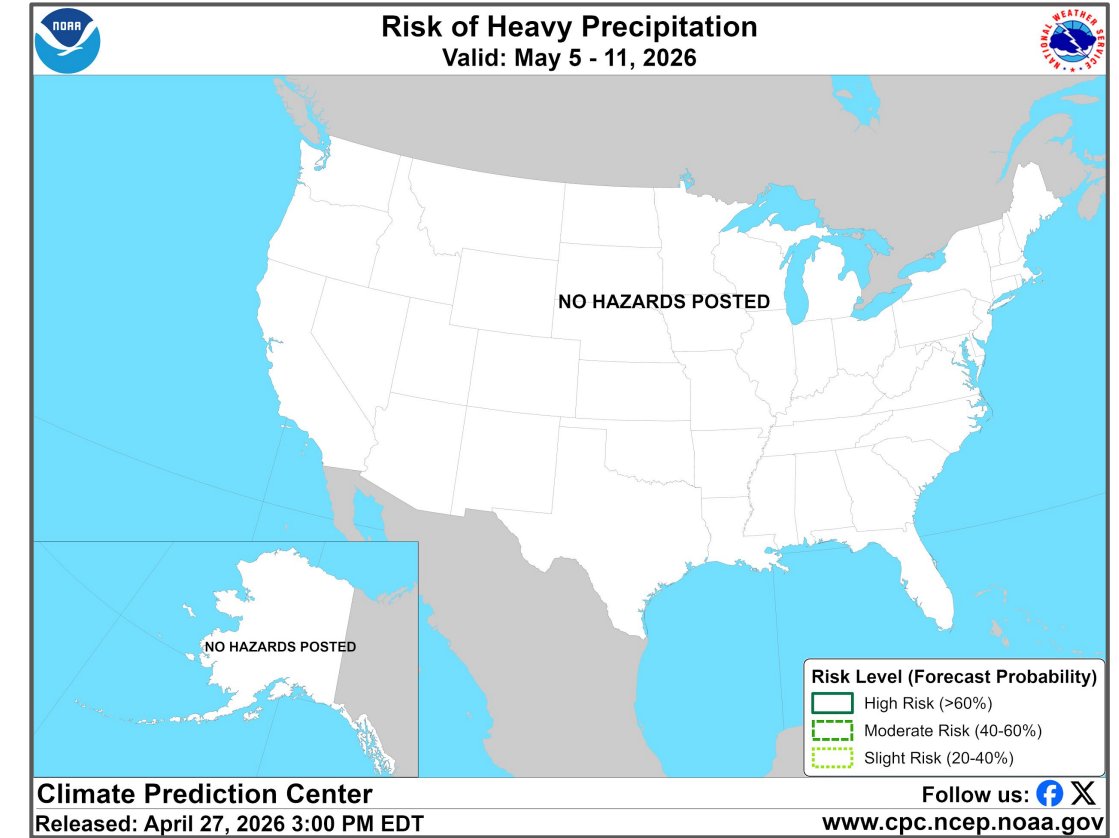 NOAA
Risk of Heavy Precipitation
Valid: May 5 - 11, 2026
NATIONAL WEATHER SERVICE
NO HAZARDS POSTED
NO HAZARDS POSTED
Risk Level (Forecast Probability)
High Risk (>60%)
Moderate Risk (40-60%)
Slight Risk (20-40%)
Climate Prediction Center
Follow us:
Released: April 27, 2026 3:00 PM EDT
www.cpc.ncep.noaa.gov